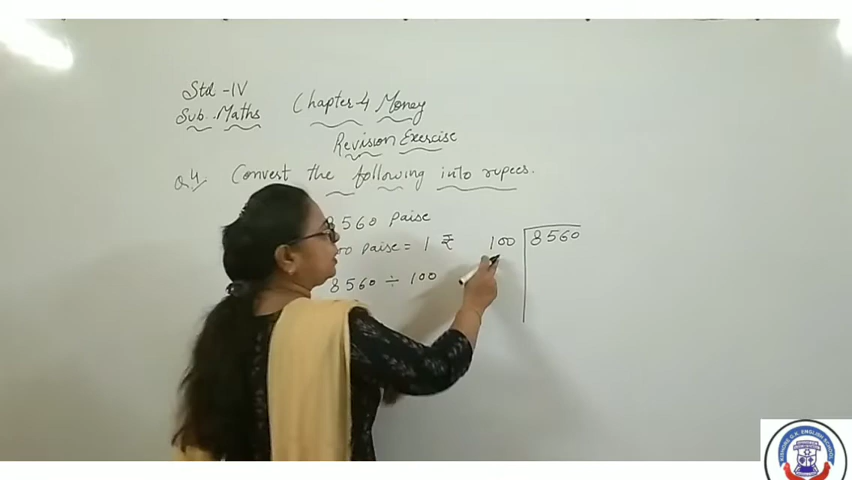 Std - IV
Sub. Maths
Chapter-4 Money
Revision Exercise
Q.4 Convert the following into rupees.
8560 Paise
00 Paise = 1 ₹
8560 ÷ 100
100 8560